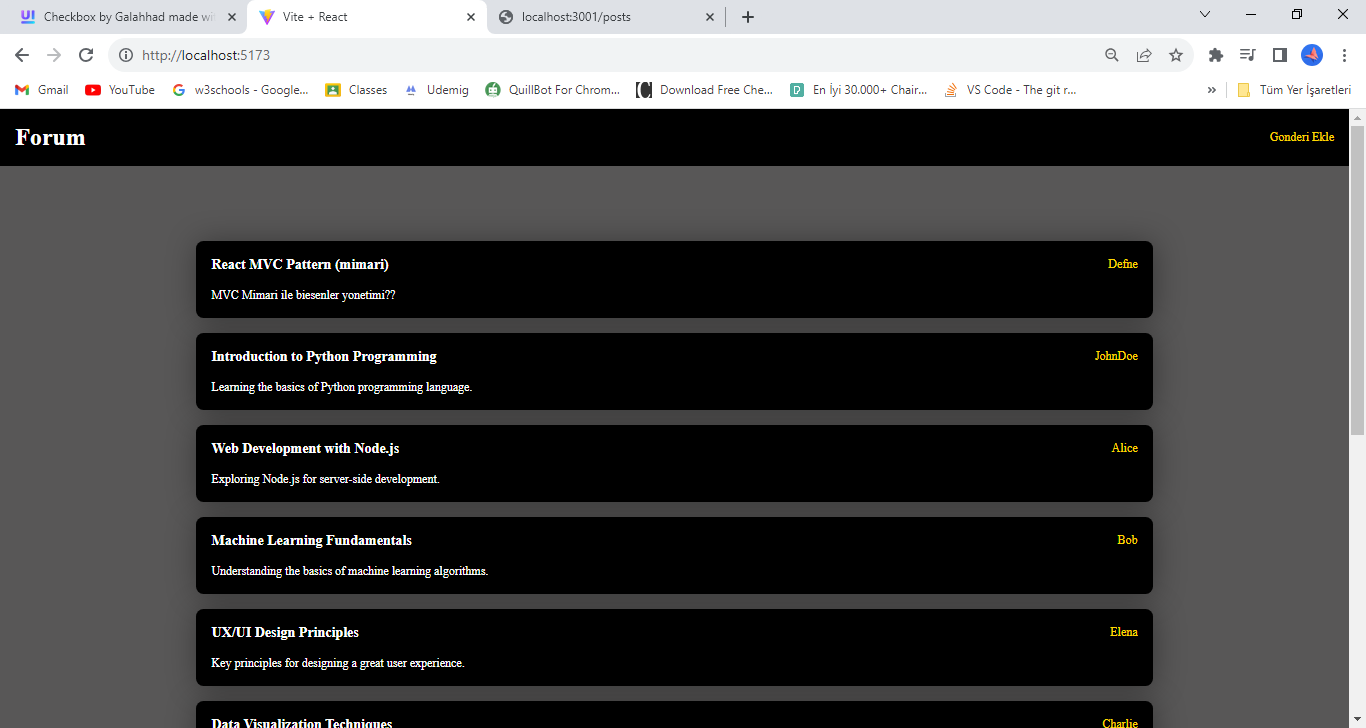 Checkbox by Galahhad made wi
Vite + React
localhost:3001/posts
http://localhost:5173
Gmail
YouTube
w3schools - Google...
Classes
Udemig
QuillBot For Chrom...
Download Free Che...
En İyi 30.000+ Chair...
VS Code - The git r...
»
Tüm Yer İşaretleri
Forum
Gonderi Ekle
React MVC Pattern (mimari)
Defne
MVC Mimari ile biesenler yonetimi??
Introduction to Python Programming
JohnDoe
Learning the basics of Python programming language.
Web Development with Node.js
Alice
Exploring Node.js for server-side development.
Machine Learning Fundamentals
Bob
Understanding the basics of machine learning algorithms.
UX/UI Design Principles
Elena
Key principles for designing a great user experience.
Data Visualization Techniques
Charlie